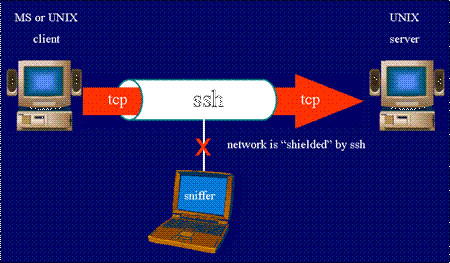 MS or UNIX
client
UNIX
server
tcp
ssh
tcp
network is “shielded” by ssh
X
sniffer